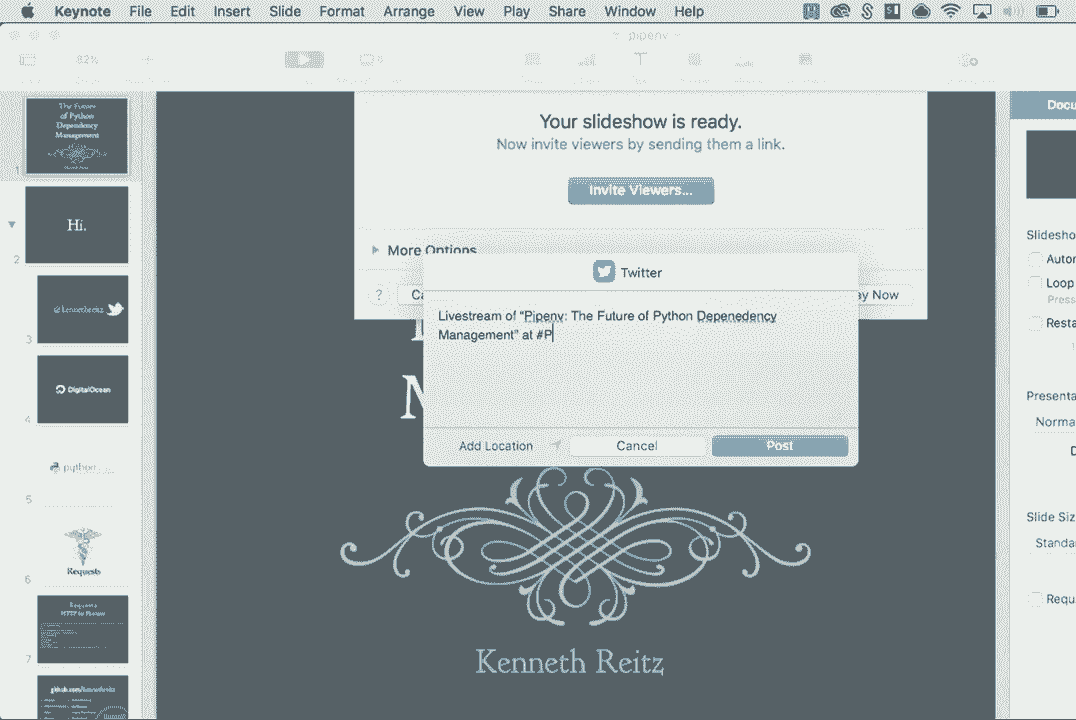 Keynote File Edit Insert Slide Format Arrange View Play Share Window Help
pipenv
82%
The Future
of Python
Dependency
Management
1
Hi.
2
@kennethreitz
3
DigitalOcean
4
python
5
Requests
6
Requests
HTTP for Humans
7
github.com/kennethreitz
Your slideshow is ready.
Now invite viewers by sending them a link.
Invite Viewers...
More Options
?
Ca
ay Now
Twitter
Livestream of “Pipenv: The Future of Python Depenedency
Management” at #P
Add Location Cancel Post
M
Kenneth Reitz
Docu
Slidesho
Autor
Loop
Press
Resta
Presenta
Norma
D
Slide Siz
Standa
Requ